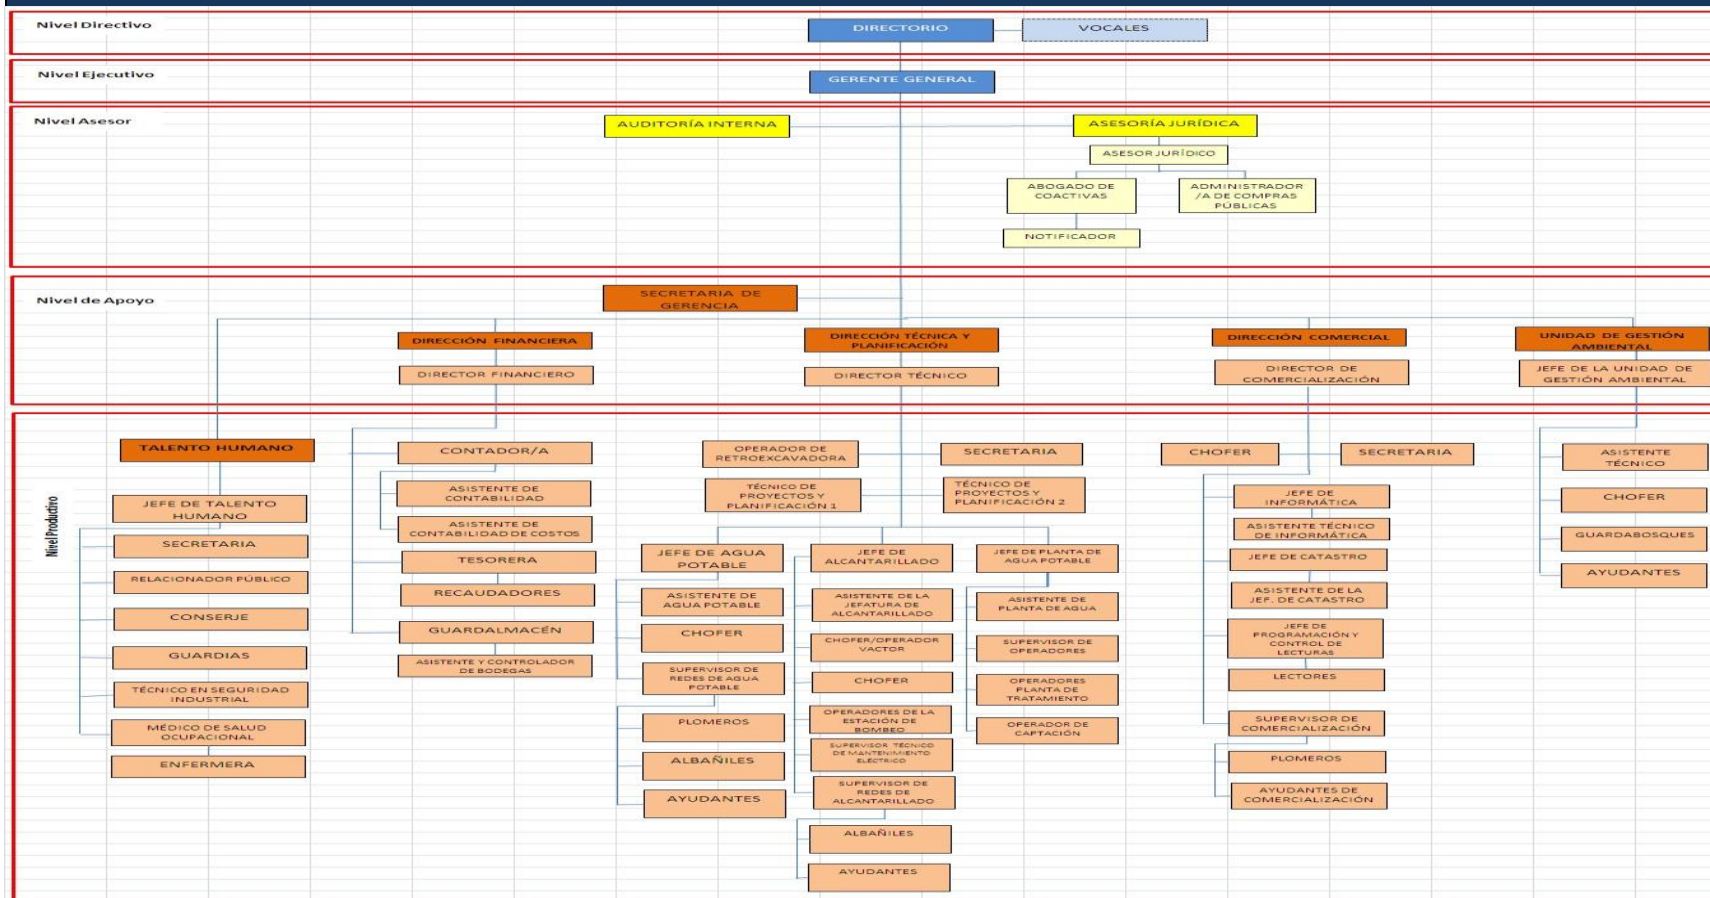 Nivel Directivo
DIRECTORIO
VOCALES
Nivel Ejecutivo
GERENTE GENERAL
Nivel Asesor
AUDITORÍA INTERNA
ASESORÍA JURÍDICA
ASESOR JURÍDICO
ABOGADO DE
COACTIVAS
ADMINISTRADOR
/A DE COMPRAS
PÚBLICAS
NOTIFICADOR
Nivel de Apoyo
SECRETARIA DE
GERENCIA
DIRECCIÓN FINANCIERA
DIRECTOR FINANCIERO
DIRECCIÓN TÉCNICA Y
PLANIFICACIÓN
DIRECTOR TÉCNICO
DIRECCIÓN COMERCIAL
DIRECTOR DE
COMERCIALIZACIÓN
UNIDAD DE GESTIÓN
AMBIENTAL
JEFE DE LA UNIDAD DE
GESTIÓN AMBIENTAL
Nivel Productivo
TALENTO HUMANO
JEFE DE TALENTO
HUMANO
SECRETARIA
RELACIONADOR PÚBLICO
CONSERJE
GUARDIAS
TÉCNICO EN SEGURIDAD
INDUSTRIAL
MÉDICO DE SALUD
OCUPACIONAL
ENFERMERA
CONTADOR/A
ASISTENTE DE
CONTABILIDAD
ASISTENTE DE
CONTABILIDAD DE COSTOS
TESORERA
RECAUDADORES
GUARDALMACÉN
ASISTENTE Y CONTROLADOR
DE BODEGAS
OPERADOR DE
RETROEXCAVADORA
SECRETARIA
TÉCNICO DE
PROYECTOS Y
PLANIFICACIÓN 1
TÉCNICO DE
PROYECTOS Y
PLANIFICACIÓN 2
JEFE DE AGUA
POTABLE
ASISTENTE DE
AGUA POTABLE
CHOFER
SUPERVISOR DE
REDES DE AGUA
POTABLE
PLOMEROS
ALBAÑILES
AYUDANTES
JEFE DE
ALCANTARILLADO
ASISTENTE DE LA
JEFATURA DE
ALCANTARILLADO
CHOFER/OPERADOR
VACTOR
CHOFER
OPERADORES DE LA
ESTACIÓN DE
BOMBEO
SUPERVISOR TÉCNICO
DE MANTENIMIENTO
ELÉCTRICO
SUPERVISOR DE
REDES DE
ALCANTARILLADO
ALBAÑILES
AYUDANTES
JEFE DE PLANTA DE
AGUA POTABLE
ASISTENTE DE
PLANTA DE AGUA
SUPERVISOR DE
OPERADORES
OPERADORES
PLANTA DE
TRATAMIENTO
OPERADOR DE
CAPTACIÓN
CHOFER
SECRETARIA
JEFE DE
INFORMÁTICA
ASISTENTE TÉCNICO
DE INFORMÁTICA
JEFE DE CATASTRO
ASISTENTE DE LA
JEF. DE CATASTRO
JEFE DE
PROGRAMACIÓN Y
CONTROL DE
LECTURAS
LECTORES
SUPERVISOR DE
COMERCIALIZACIÓN
PLOMEROS
AYUDANTES DE
COMERCIALIZACIÓN
ASISTENTE
TÉCNICO
CHOFER
GUARDABOSQUES
AYUDANTES